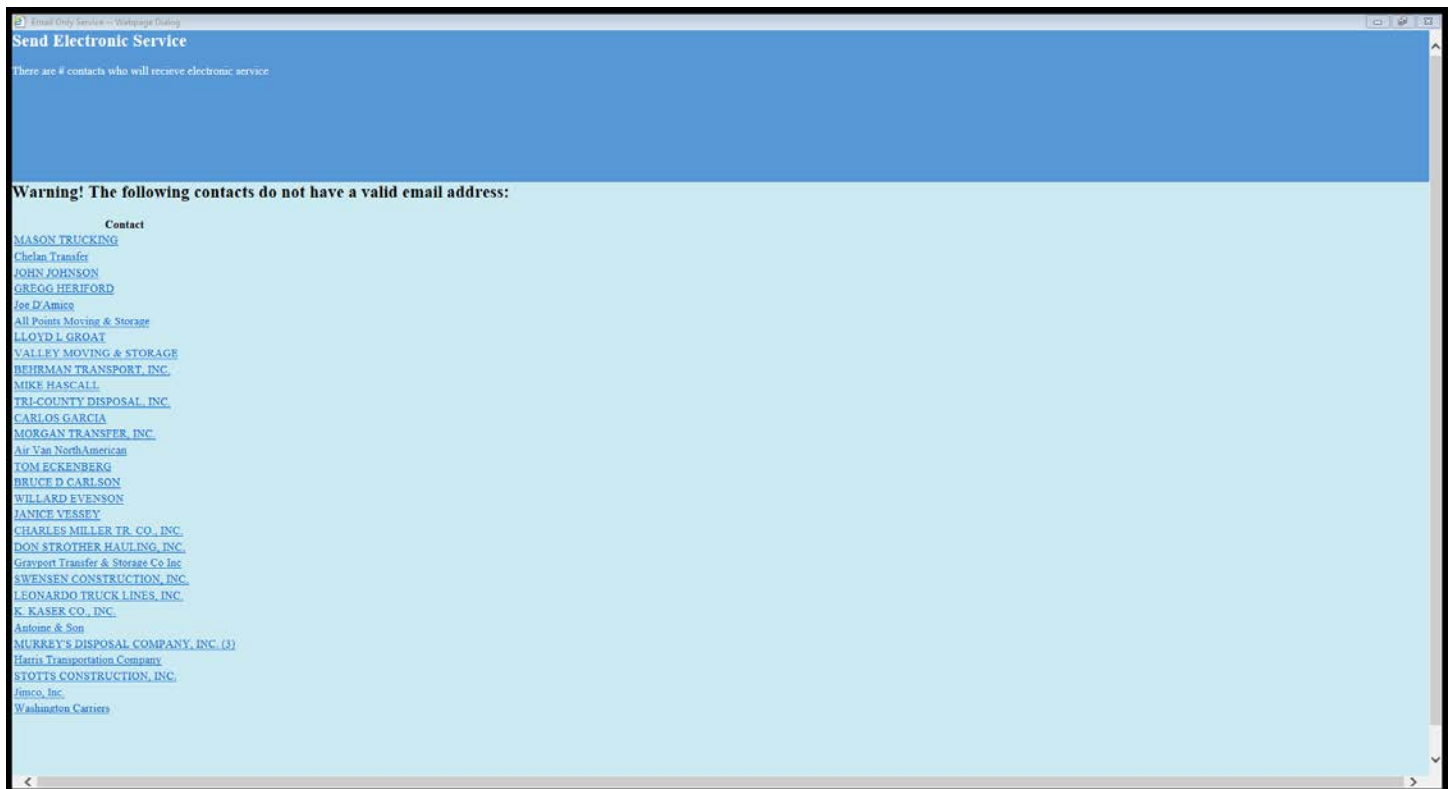 Email Only Service -- Webpage Dialog
Send Electronic Service
There are # contacts who will recieve electronic service
Warning! The following contacts do not have a valid email address:
Contact
MASON TRUCKING
Chelan Transfer
JOHN JOHNSON
GREGG HERIFORD
Joe D'Amico
All Points Moving & Storage
LLOYD L GROAT
VALLEY MOVING & STORAGE
BEHRMAN TRANSPORT, INC.
MIKE HASCALL
TRI-COUNTY DISPOSAL, INC.
CARLOS GARCIA
MORGAN TRANSFER, INC.
Air Van NorthAmerican
TOM ECKENBERG
BRUCE D CARLSON
WILLARD EVENSON
JANICE VESSEY
CHARLES MILLER TR. CO., INC.
DON STROTHER HAULING, INC.
Grayport Transfer & Storage Co Inc
SWENSEN CONSTRUCTION, INC.
LEONARDO TRUCK LINES, INC.
K. KASER CO., INC.
Antoine & Son
MURREY'S DISPOSAL COMPANY, INC. (3)
Harris Transportation Company
STOTTS CONSTRUCTION, INC.
Jimco, Inc.
Washington Carriers